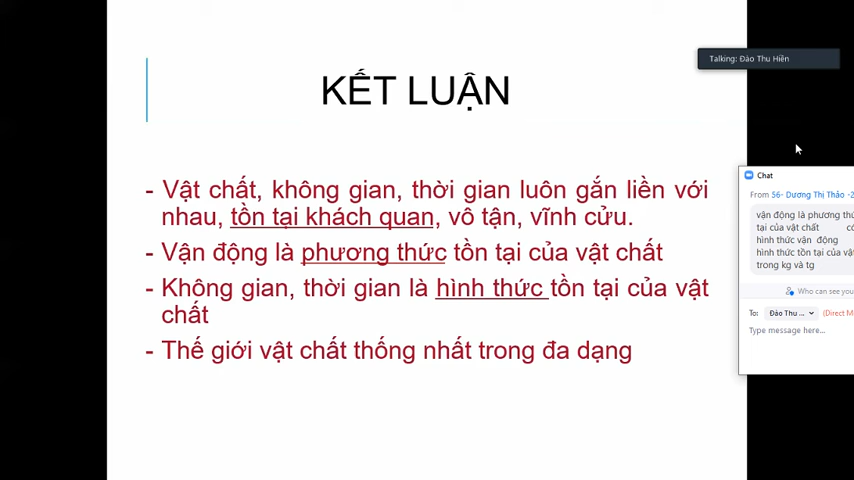 KẾT LUẬN
- Vật chất, không gian, thời gian luôn gắn liền với
nhau, tồn tại khách quan, vô tận, vĩnh cửu.
- Vận động là phương thức tồn tại của vật chất
- Không gian, thời gian là hình thức tồn tại của vật
chất
- Thế giới vật chất thống nhất trong đa dạng
Talking: Đào Thu Hiền
Chat
From 56- Dương Thị Thảo -2
vận động là phương thứ
tại của vật chất
hình thức vận động
hình thức tồn tại của vật
trong kg và tg
Who can see you
To: Đào Thu ... (Direct M
Type message here...